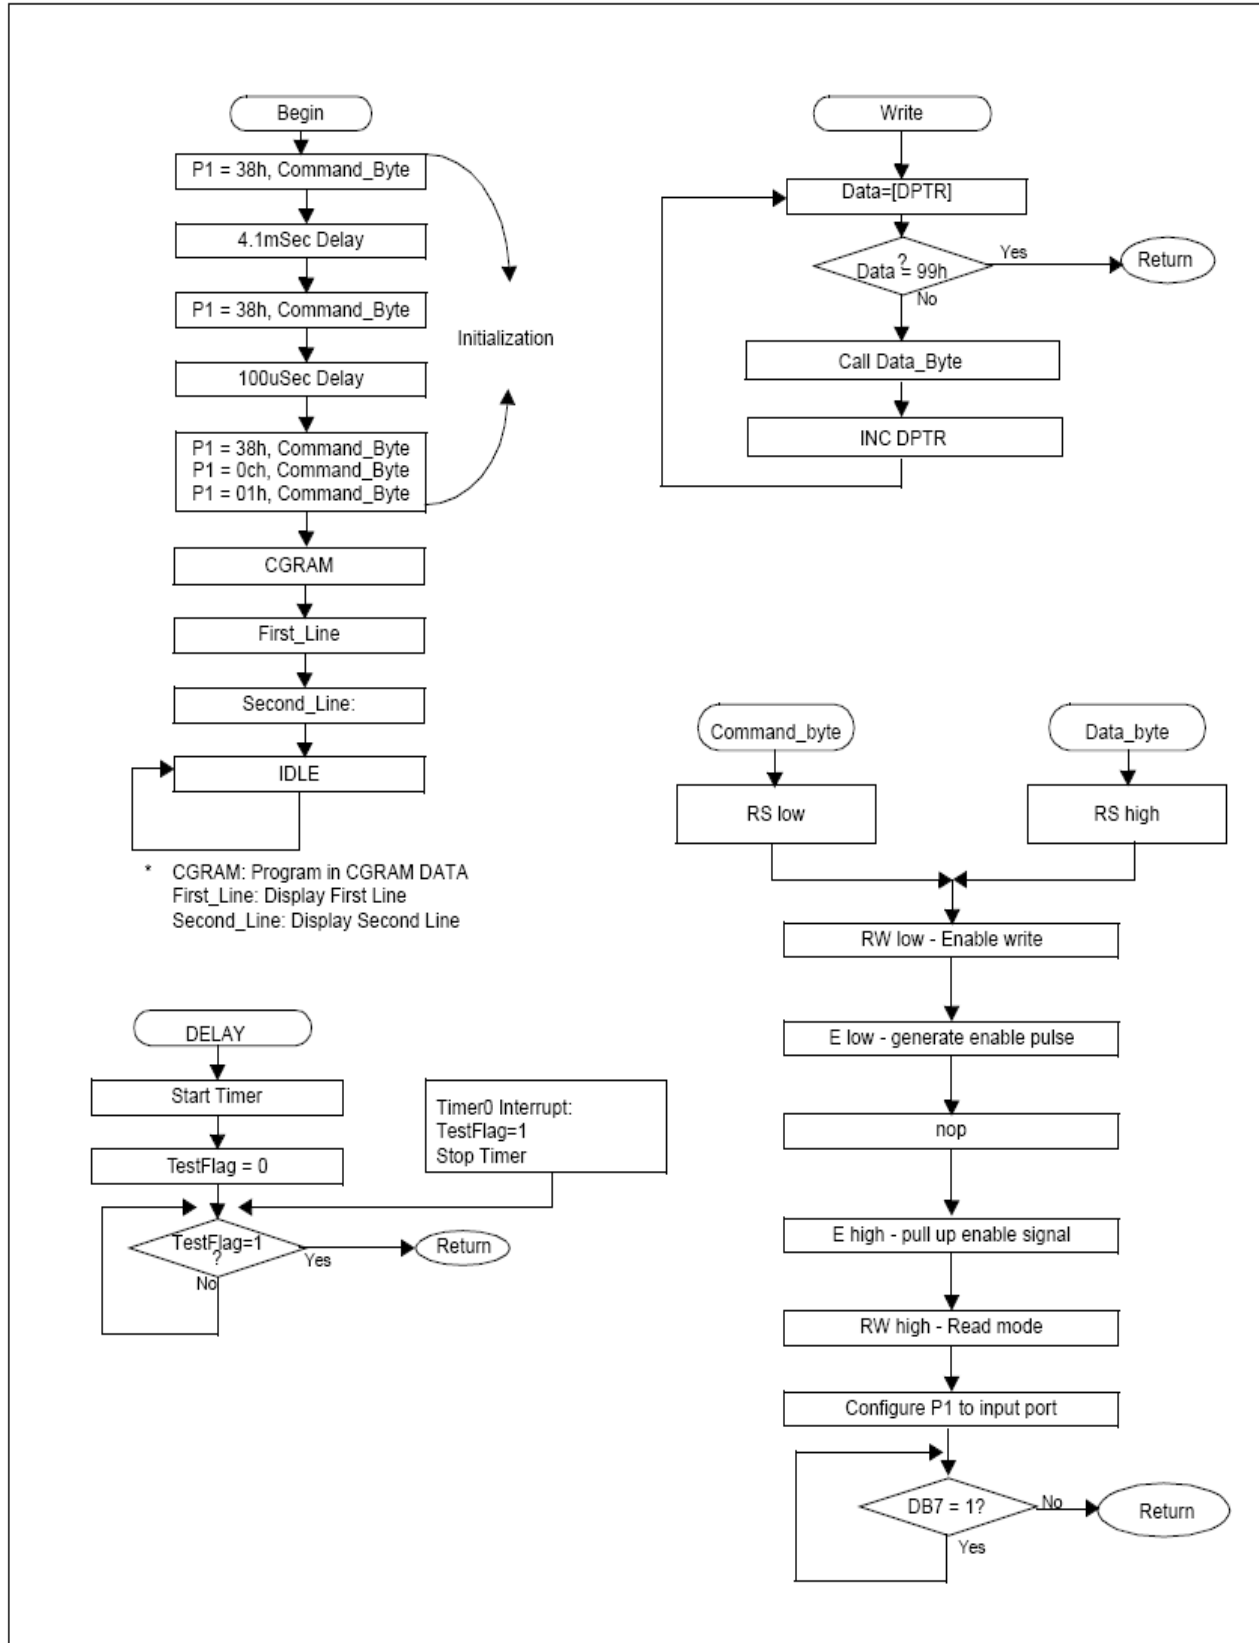 Begin
P1 = 38h, Command_Byte
4.1mSec Delay
P1 = 38h, Command_Byte
Initialization
100uSec Delay
P1 = 38h, Command_Byte
P1 = 0ch, Command_Byte
P1 = 01h, Command_Byte
CGRAM
First_Line
Second_Line:
IDLE
* CGRAM: Program in CGRAM DATA
First_Line: Display First Line
Second_Line: Display Second Line
Write
Data=[DPTR]
?
Data = 99h
Yes
Return
No
Call Data_Byte
INC DPTR
DELAY
Start Timer
TestFlag = 0
Timer0 Interrupt:
TestFlag=1
Stop Timer
TestFlag=1
?
Yes
Return
No
Command_byte
Data_byte
RS low
RS high
RW low - Enable write
E low - generate enable pulse
nop
E high - pull up enable signal
RW high - Read mode
Configure P1 to input port
DB7 = 1?
No
Return
Yes